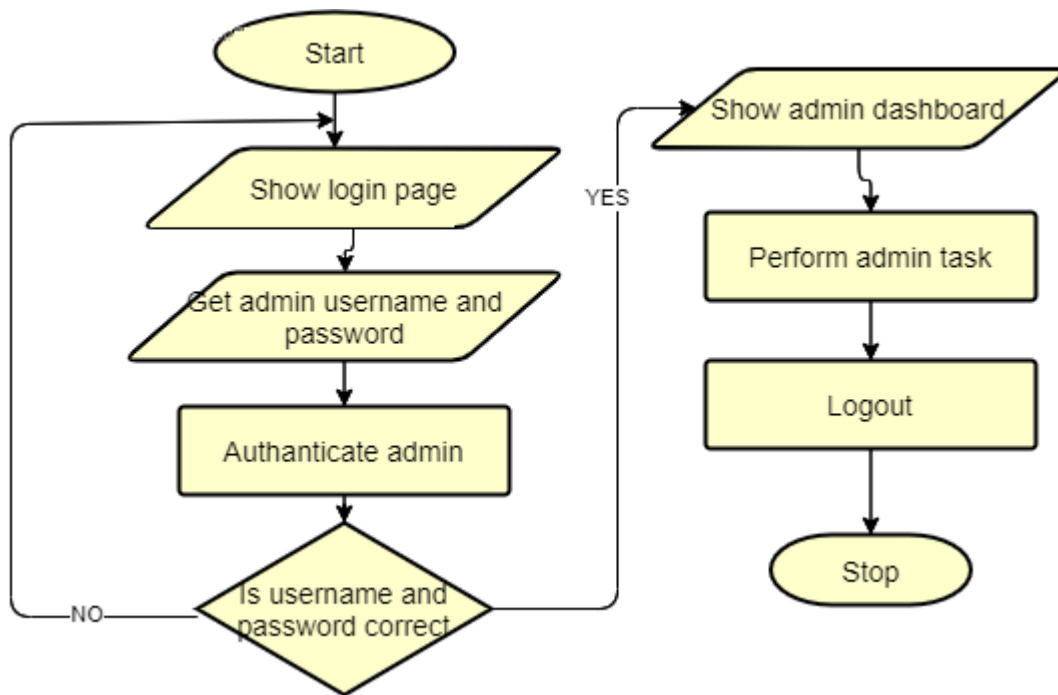 Start
Show login page
Get admin username and
password
Authanticate admin
Is username and
password correct
NO
YES
Show admin dashboard
Perform admin task
Logout
Stop